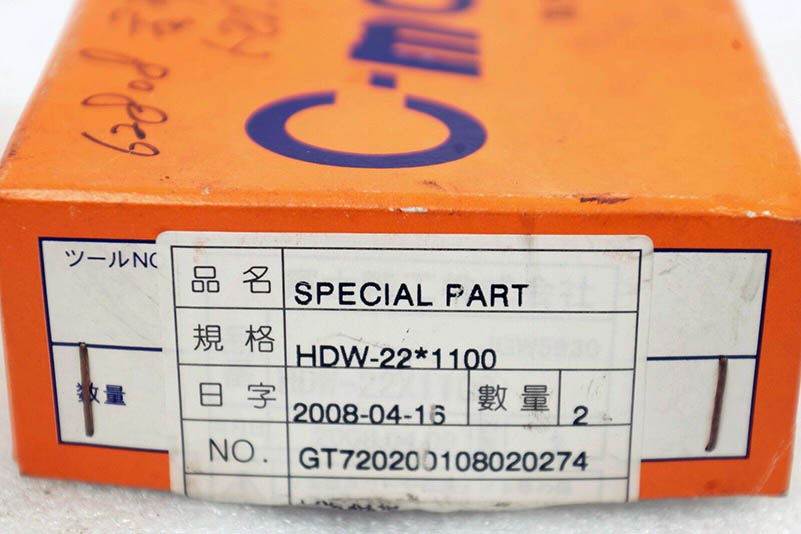 62808
C-m
ツールNO
品名 SPECIAL PART
規格 HDW-22*1100
日字 2008-04-16 數量 2
NO. GT720200108020274
数量